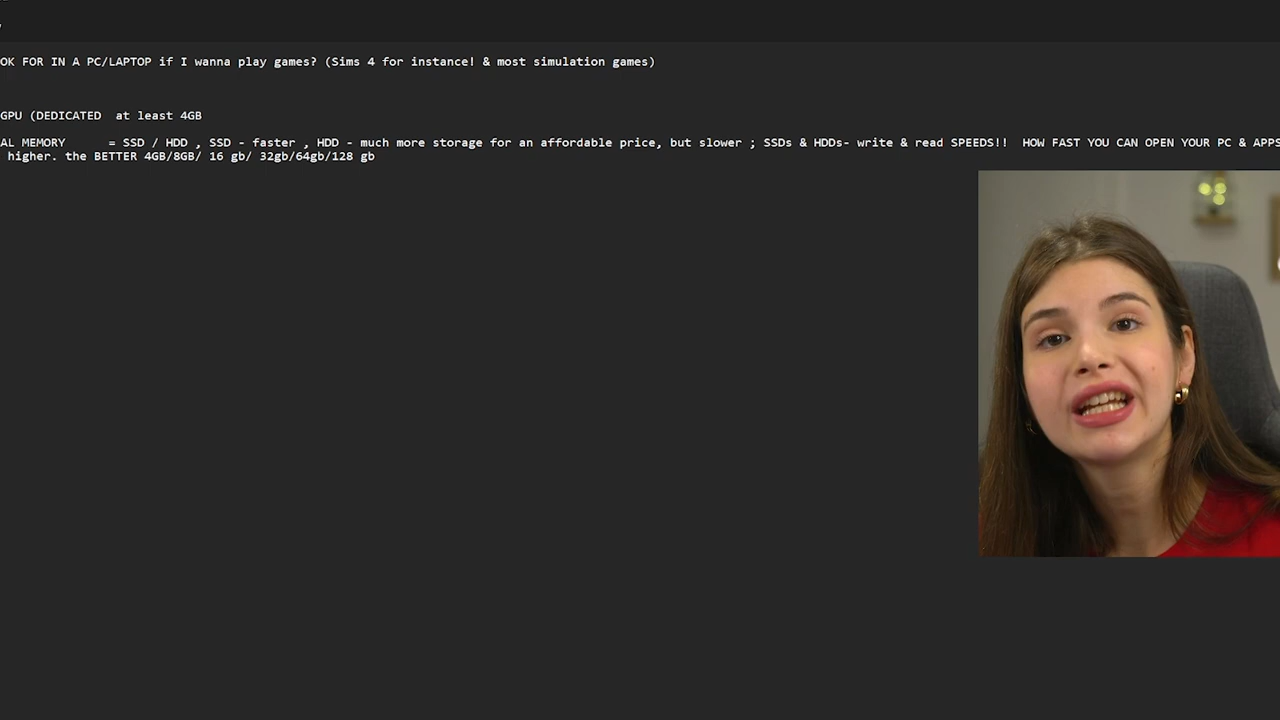 OK FOR IN A PC/LAPTOP if I wanna play games? (Sims 4 for instance! & most simulation games)
GPU (DEDICATED at least 4GB
AL MEMORY = SSD / HDD , SSD - faster , HDD - much more storage for an affordable price, but slower ; SSDs & HDDs- write & read SPEEDS!! HOW FAST YOU CAN OPEN YOUR PC & APPS
higher. the BETTER 4GB/8GB/ 16 gb/ 32gb/64gb/128 gb